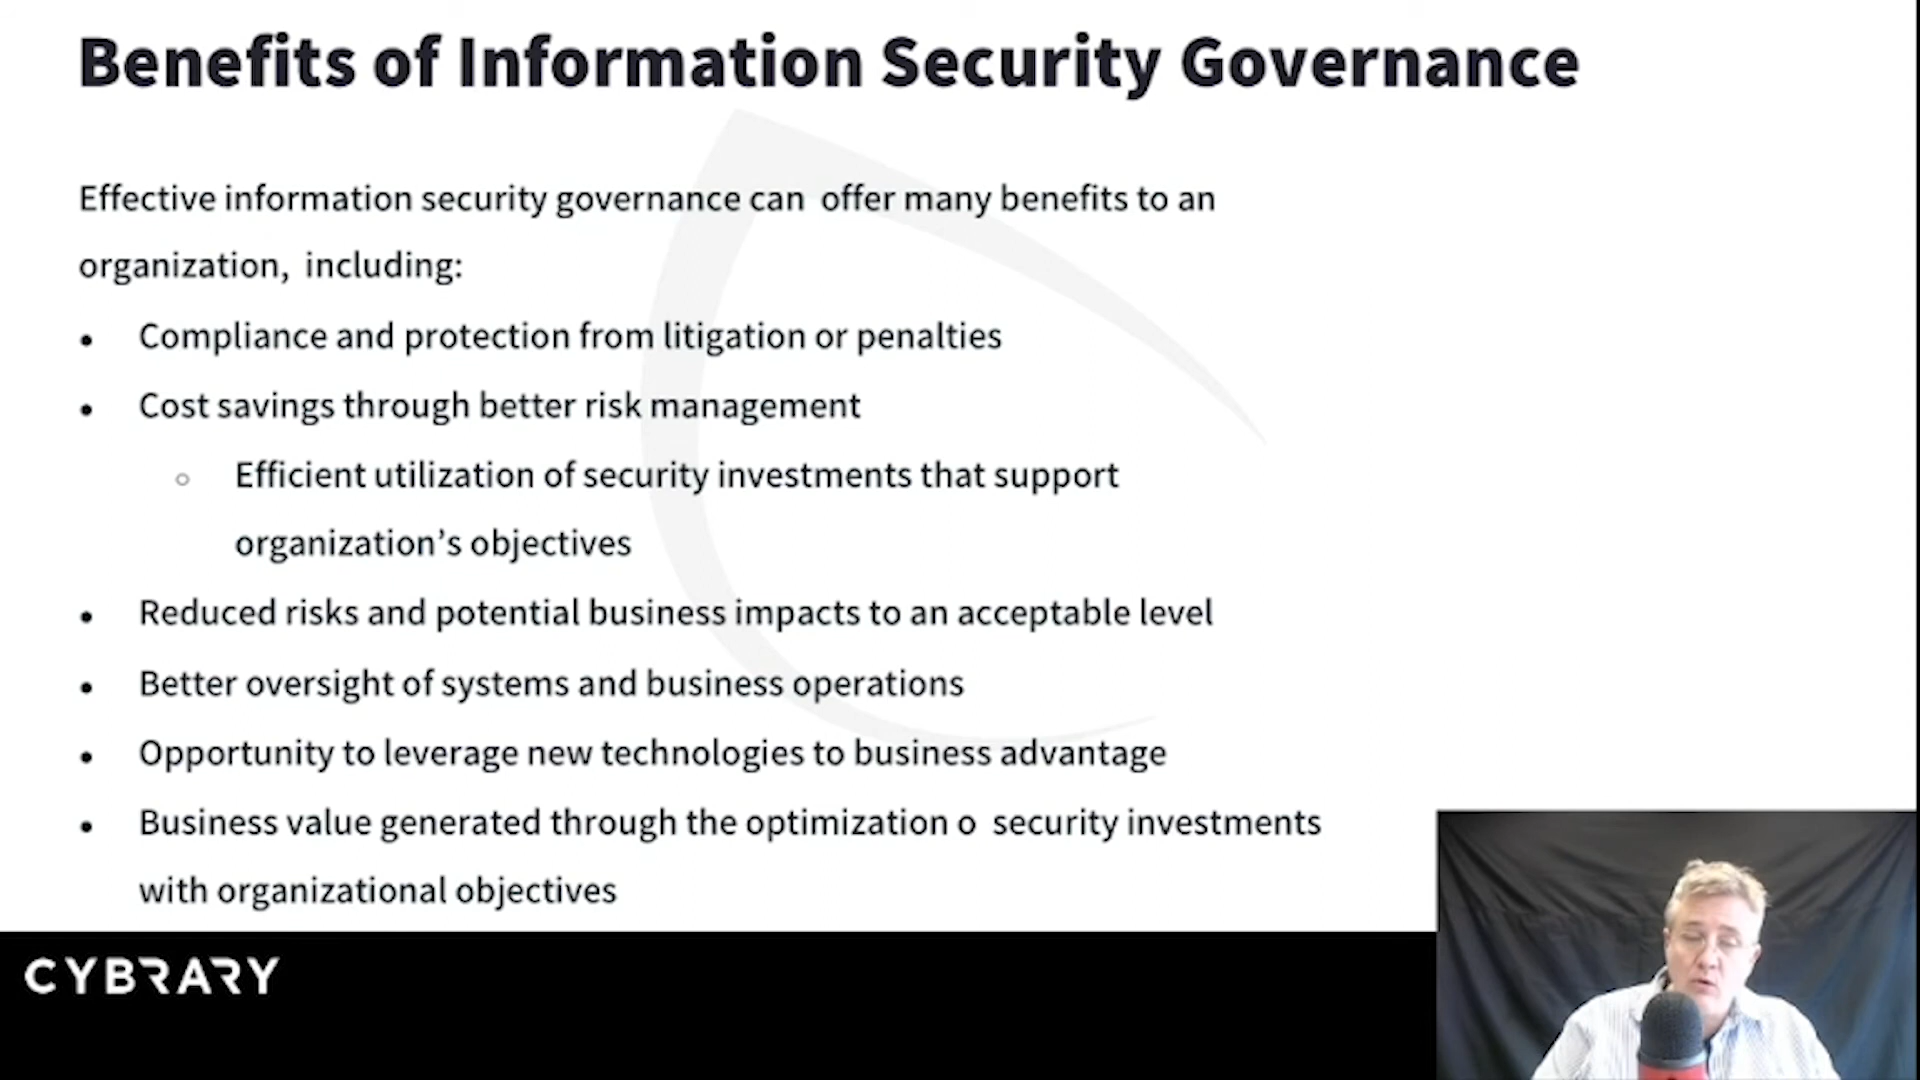 Benefits of Information Security Governance
Effective information security governance can offer many benefits to an
organization, including:
• Compliance and protection from litigation or penalties
• Cost savings through better risk management
○ Efficient utilization of security investments that support
organization’s objectives
• Reduced risks and potential business impacts to an acceptable level
• Better oversight of systems and business operations
• Opportunity to leverage new technologies to business advantage
• Business value generated through the optimization o security investments
with organizational objectives
CYBRARY